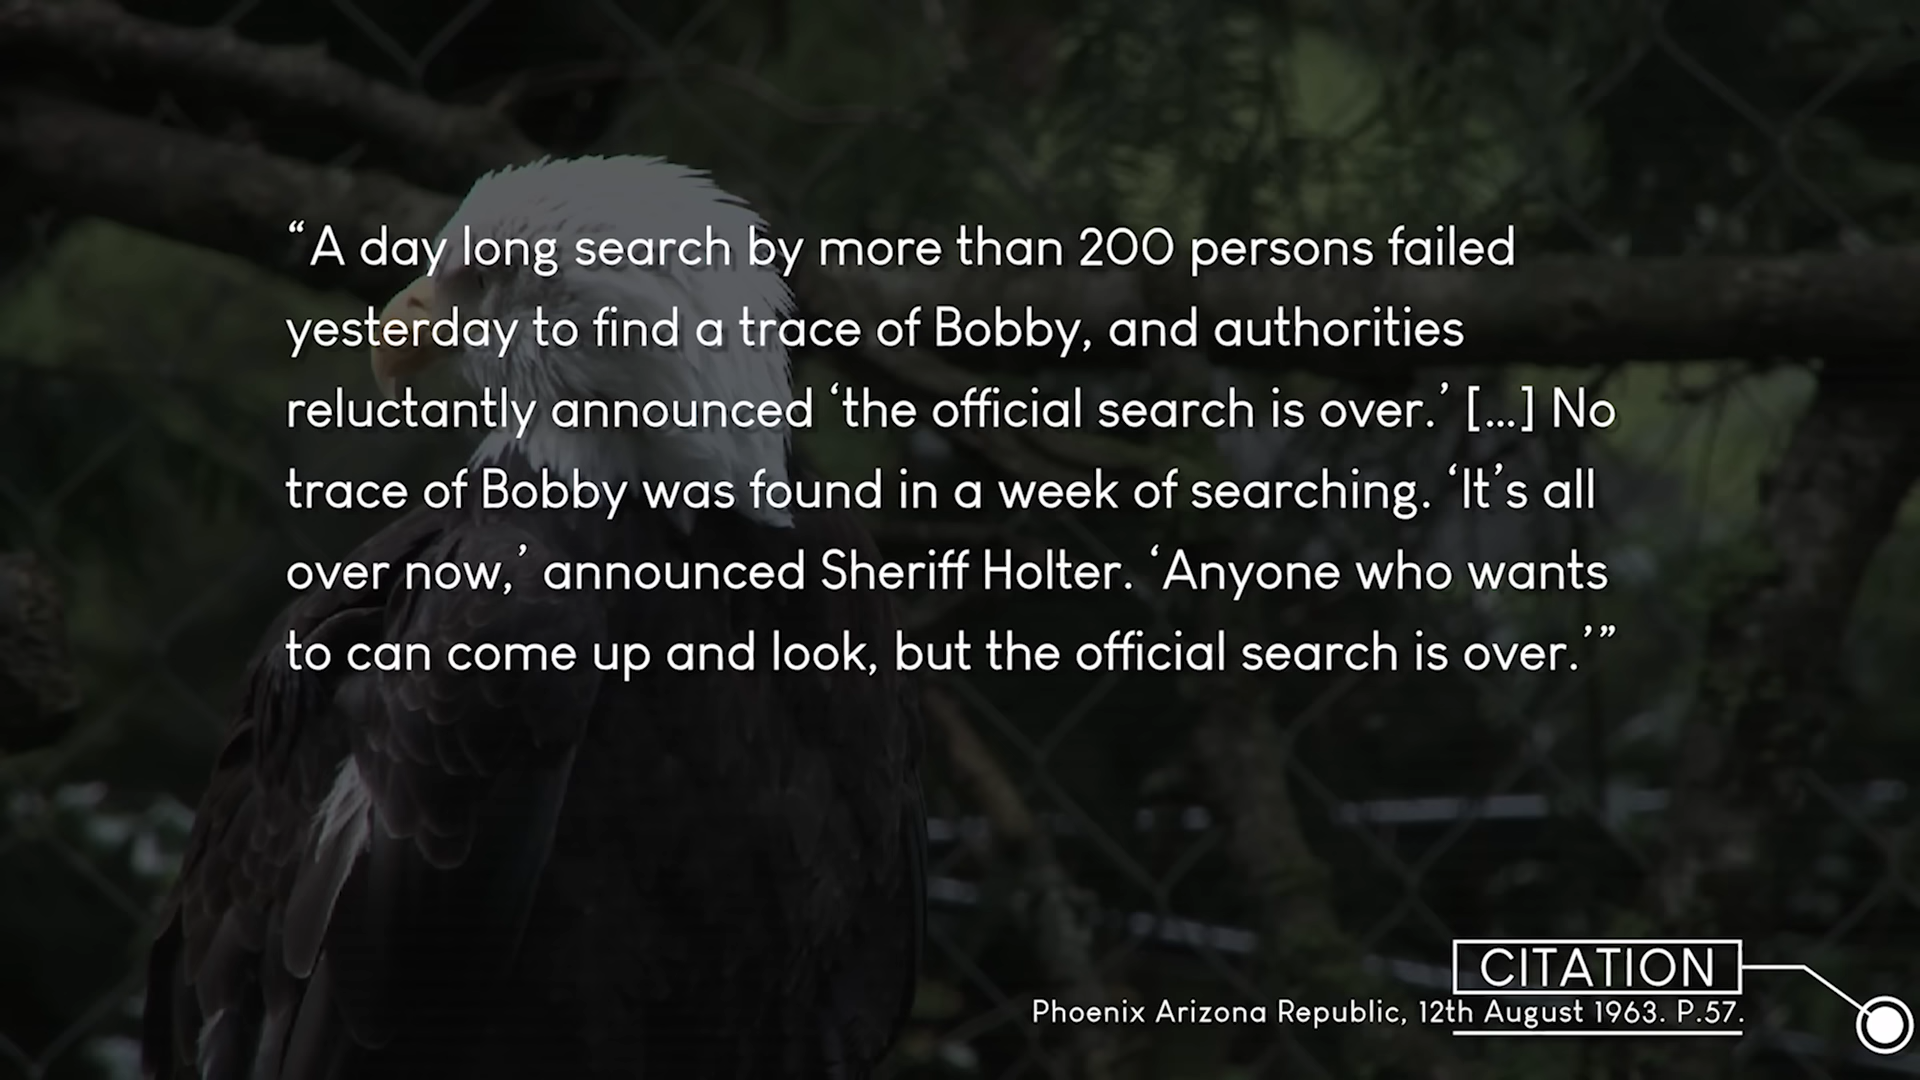 “A day long search by more than 200 persons failed
yesterday to find a trace of Bobby, and authorities
reluctantly announced ‘the official search is over.’ [...] No
trace of Bobby was found in a week of searching. ‘It’s all
over now,’ announced Sheriff Holter. ‘Anyone who wants
to can come up and look, but the official search is over.’”
CITATION
Phoenix Arizona Republic, 12th August 1963. P.57.